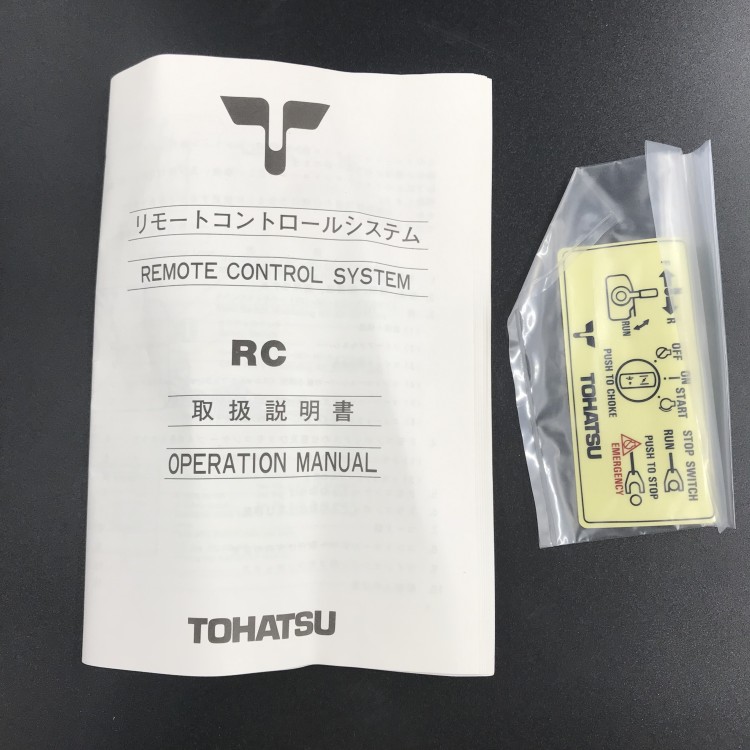 リモートコントロールシステム
REMOTE CONTROL SYSTEM
RC
取扱説明書
OPERATION MANUAL
TOHATSU
R
RUN
OFF
ON
START
PUSH TO CHOKE
TOHATSU
STOP SWITCH
RUN
PUSH TO STOP
EMERGENCY